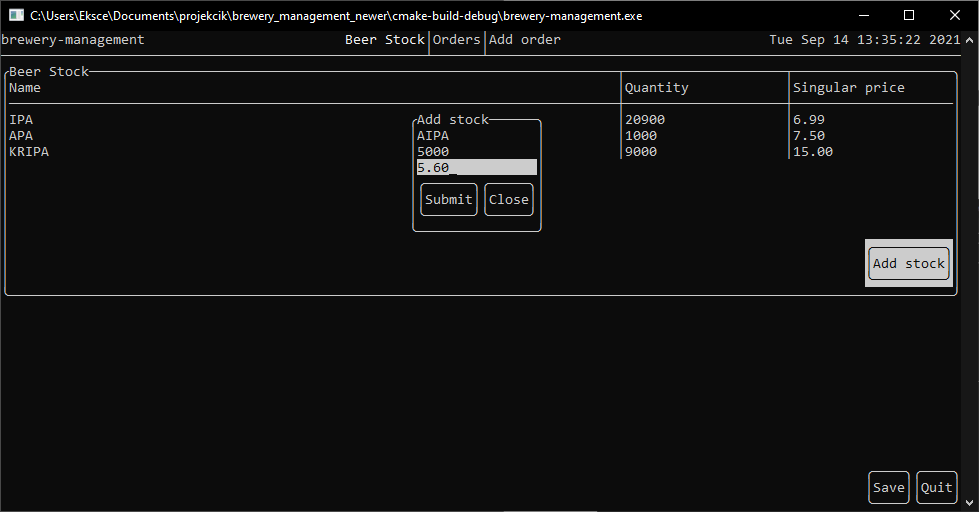 C:\Users\Eksce\Documents\projekcik\brewery_management_newer\cmake-build-debug\brewery-management.exe
brewery-management Beer Stock Orders Add order Tue Sep 14 13:35:22 2021
Beer Stock
Name Quantity Singular price
IPA 20900 6.99
APA 1000 7.50
KRIPA 9000 15.00
Add stock
AIPA
5000
5.60_
Submit Close
Add stock
Save Quit